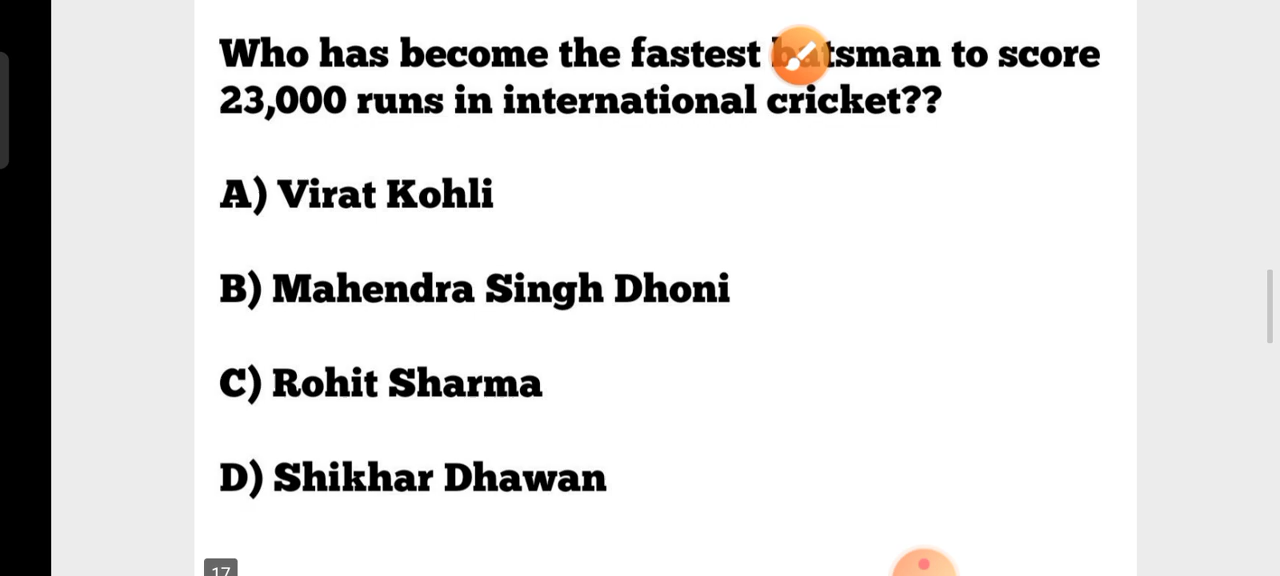 Who has become the fastest batsman to score
23,000 runs in international cricket??
A) Virat Kohli
B) Mahendra Singh Dhoni
C) Rohit Sharma
D) Shikhar Dhawan
17